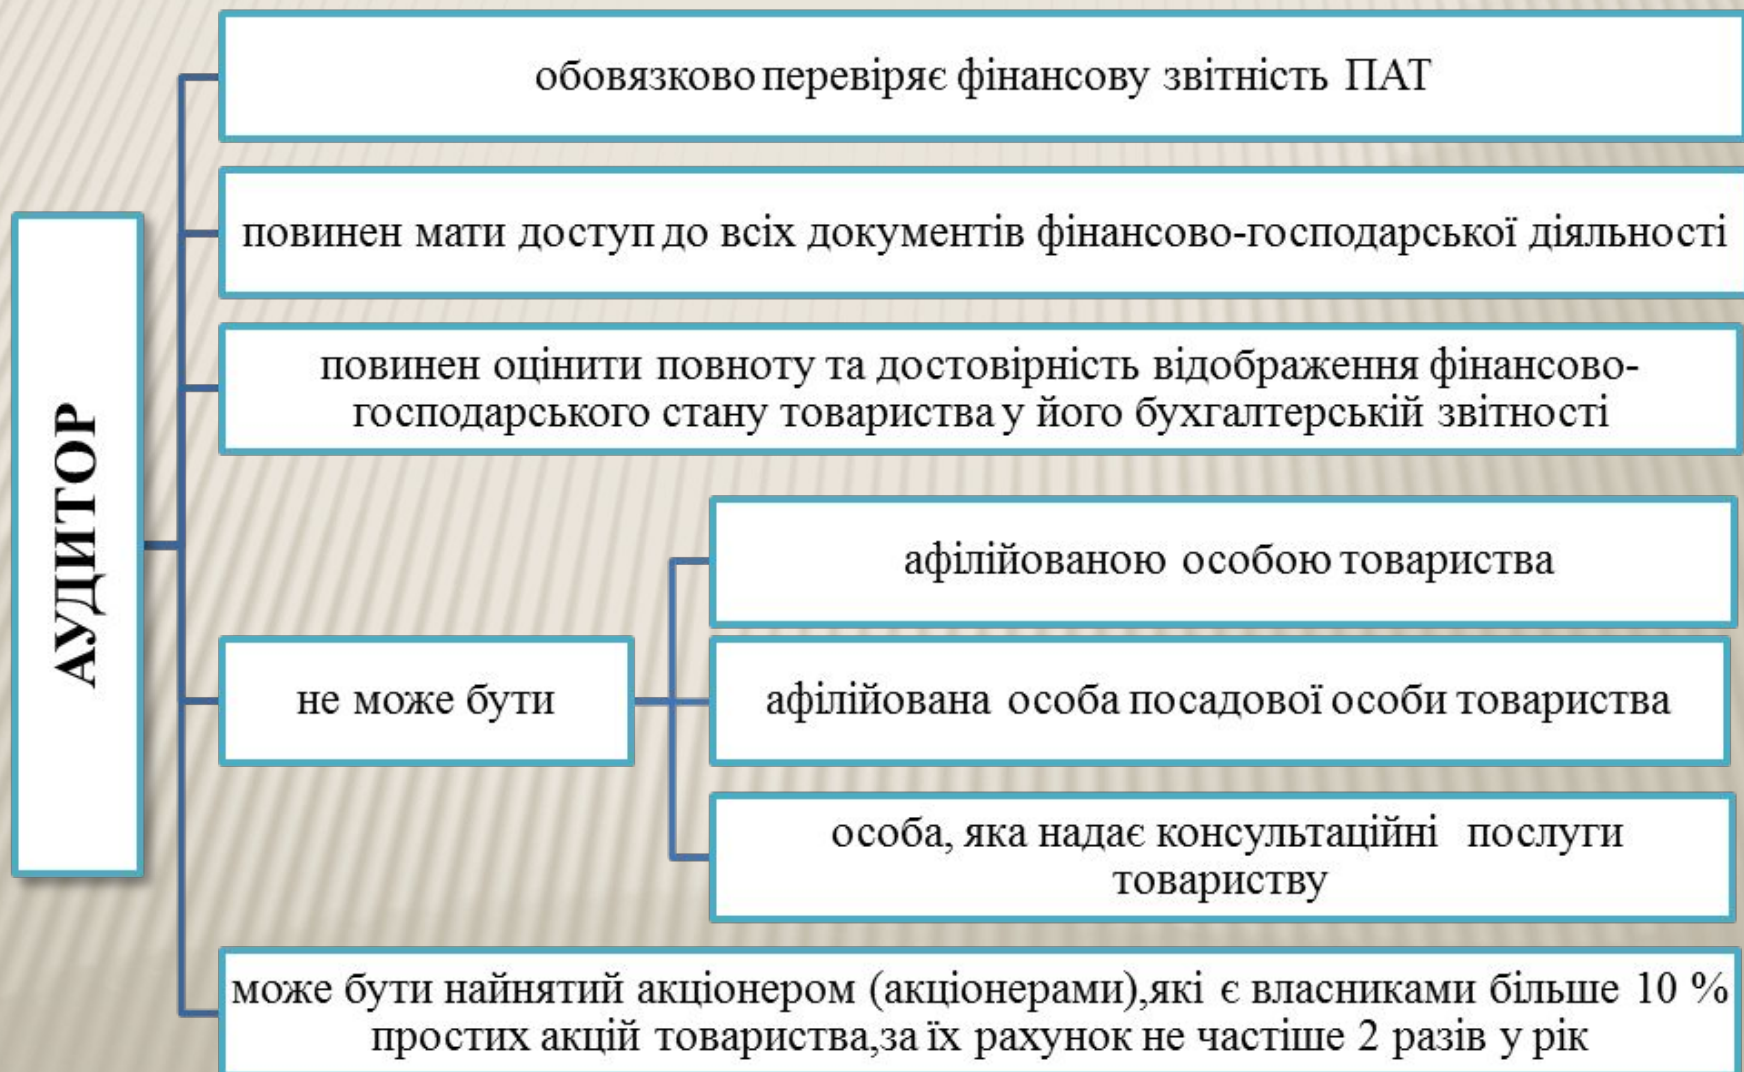 АУДИТОР
обовязково перевіряє фінансову звітність ПАТ
повинен мати доступ до всіх документів фінансово-господарської діяльності
повинен оцінити повноту та достовірність відображення фінансово-
господарського стану товариства у його бухгалтерській звітності
не може бути
афілійованою особою товариства
афілійована особа посадової особи товариства
особа, яка надає консультаційні послуги
товариству
може бути найнятий акціонером (акціонерами),які є власниками більше 10 %
простих акцій товариства,за їх рахунок не частіше 2 разів у рік